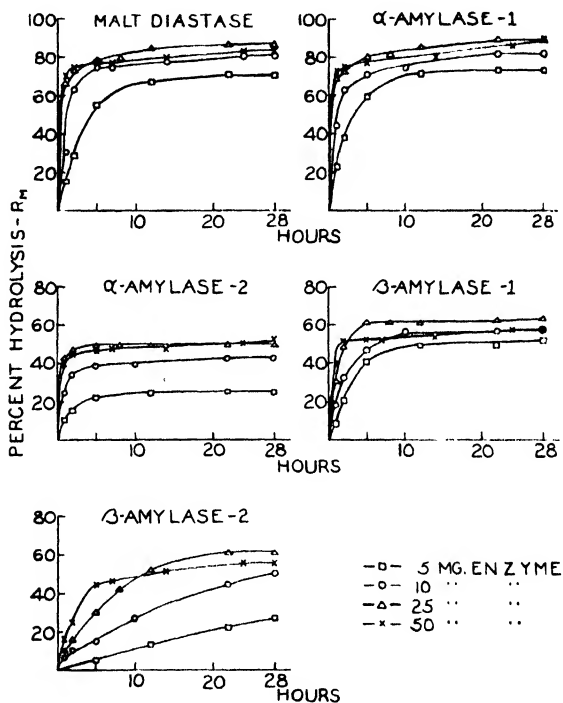 MALT DIASTASE
100
80
60
40
20
10
20
28
HOURS
α-AMYLASE-1
100
80
60
40
20
10
20
28
HOURS
PERCENT HYDROLYSIS-RM
α-AMYLASE-2
80
60
40
20
10
20
28
HOURS
β-AMYLASE-1
80
60
40
20
10
20
28
HOURS
β-AMYLASE-2
80
60
40
20
10
20
28
HOURS
-□- 5 MG. ENZYME
-○- 10 '' ''
-△- 25 '' ''
-×- 50 '' ''